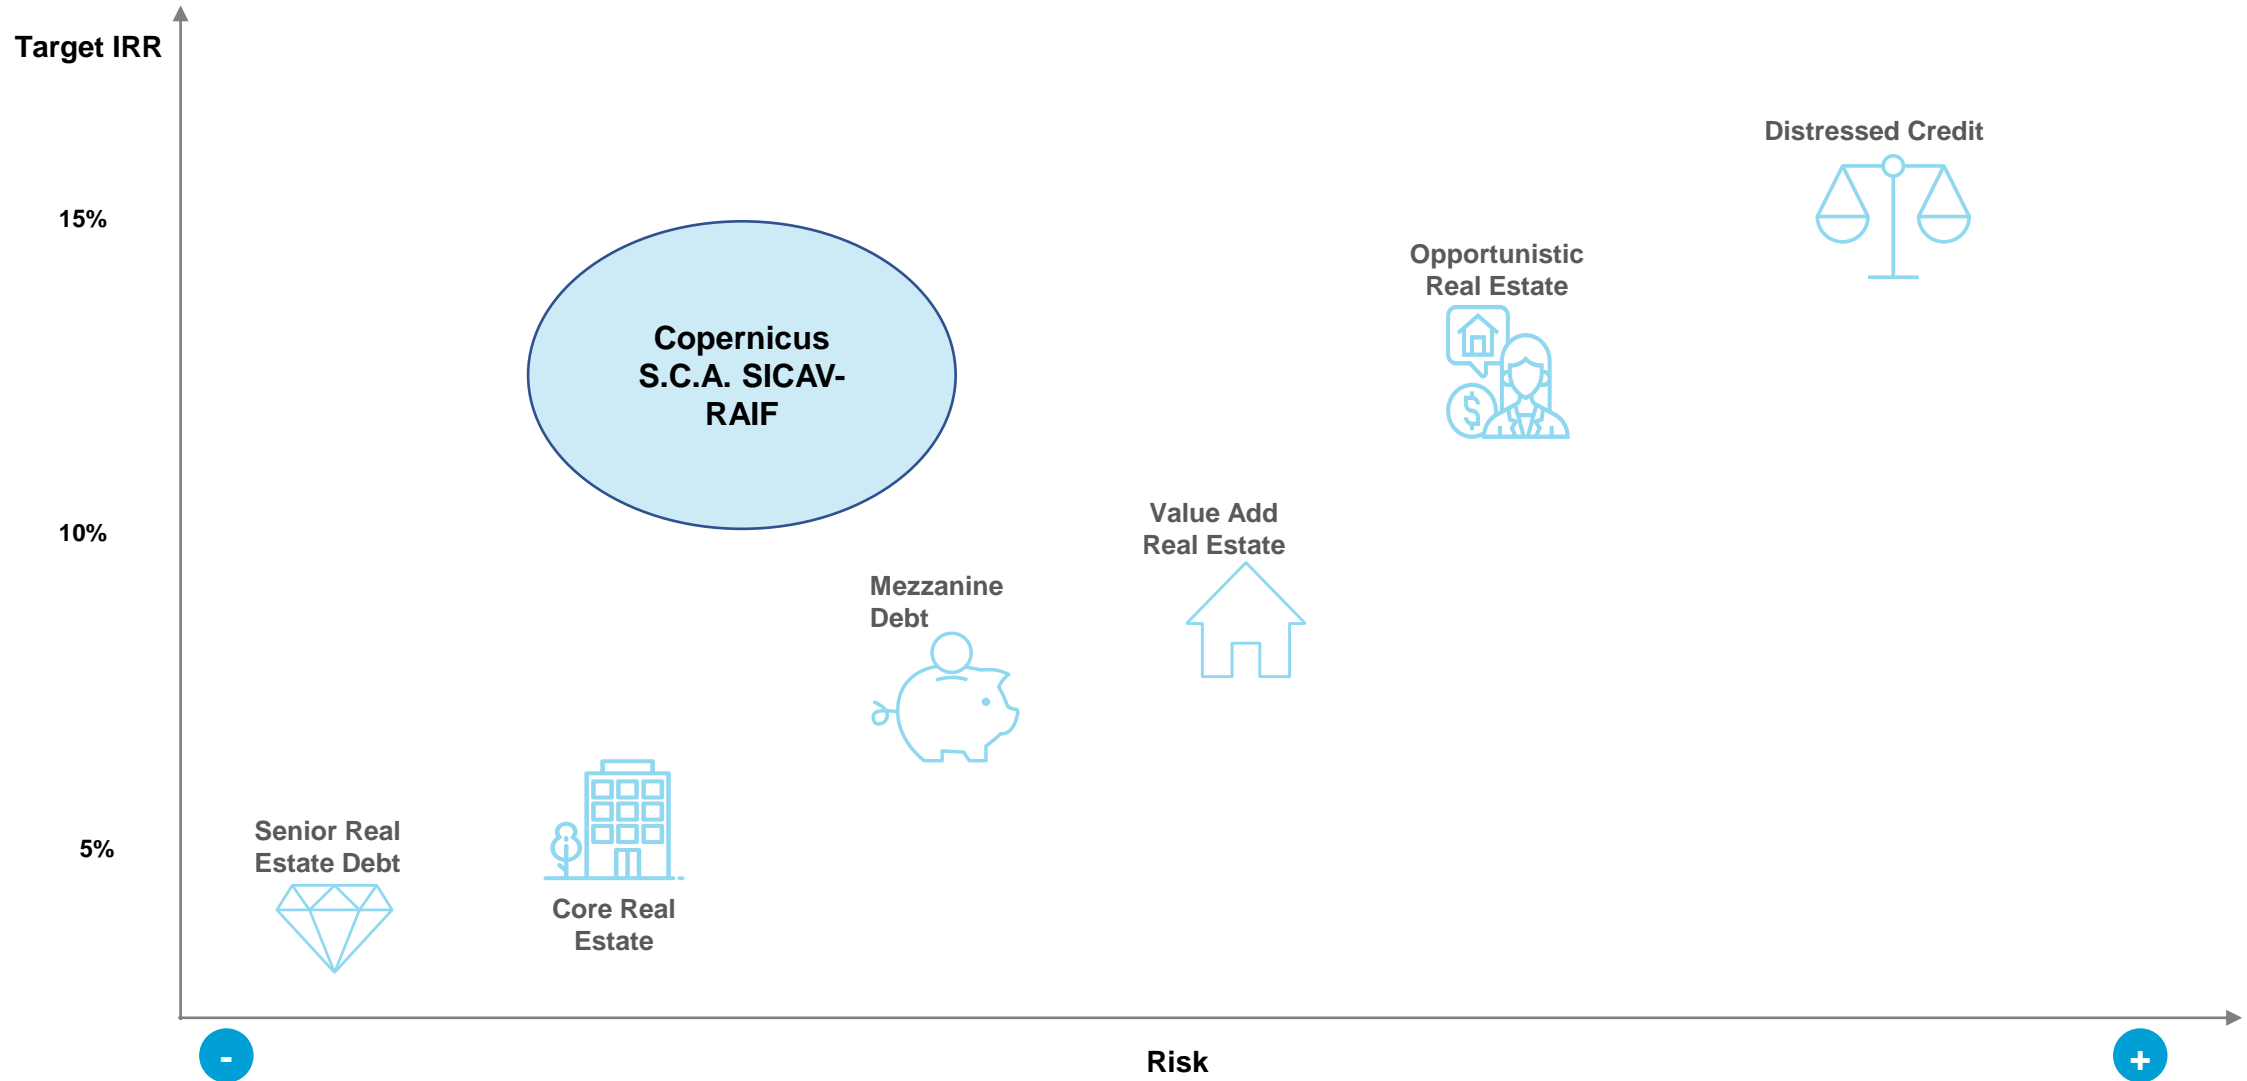 Target IRR
Distressed Credit
15%
Opportunistic
Real Estate
Copernicus
S.C.A. SICAV-
RAIF
$
10%
Value Add
Real Estate
Mezzanine
Debt
5%
Senior Real
Estate Debt
Core Real
Estate
-
Risk
+